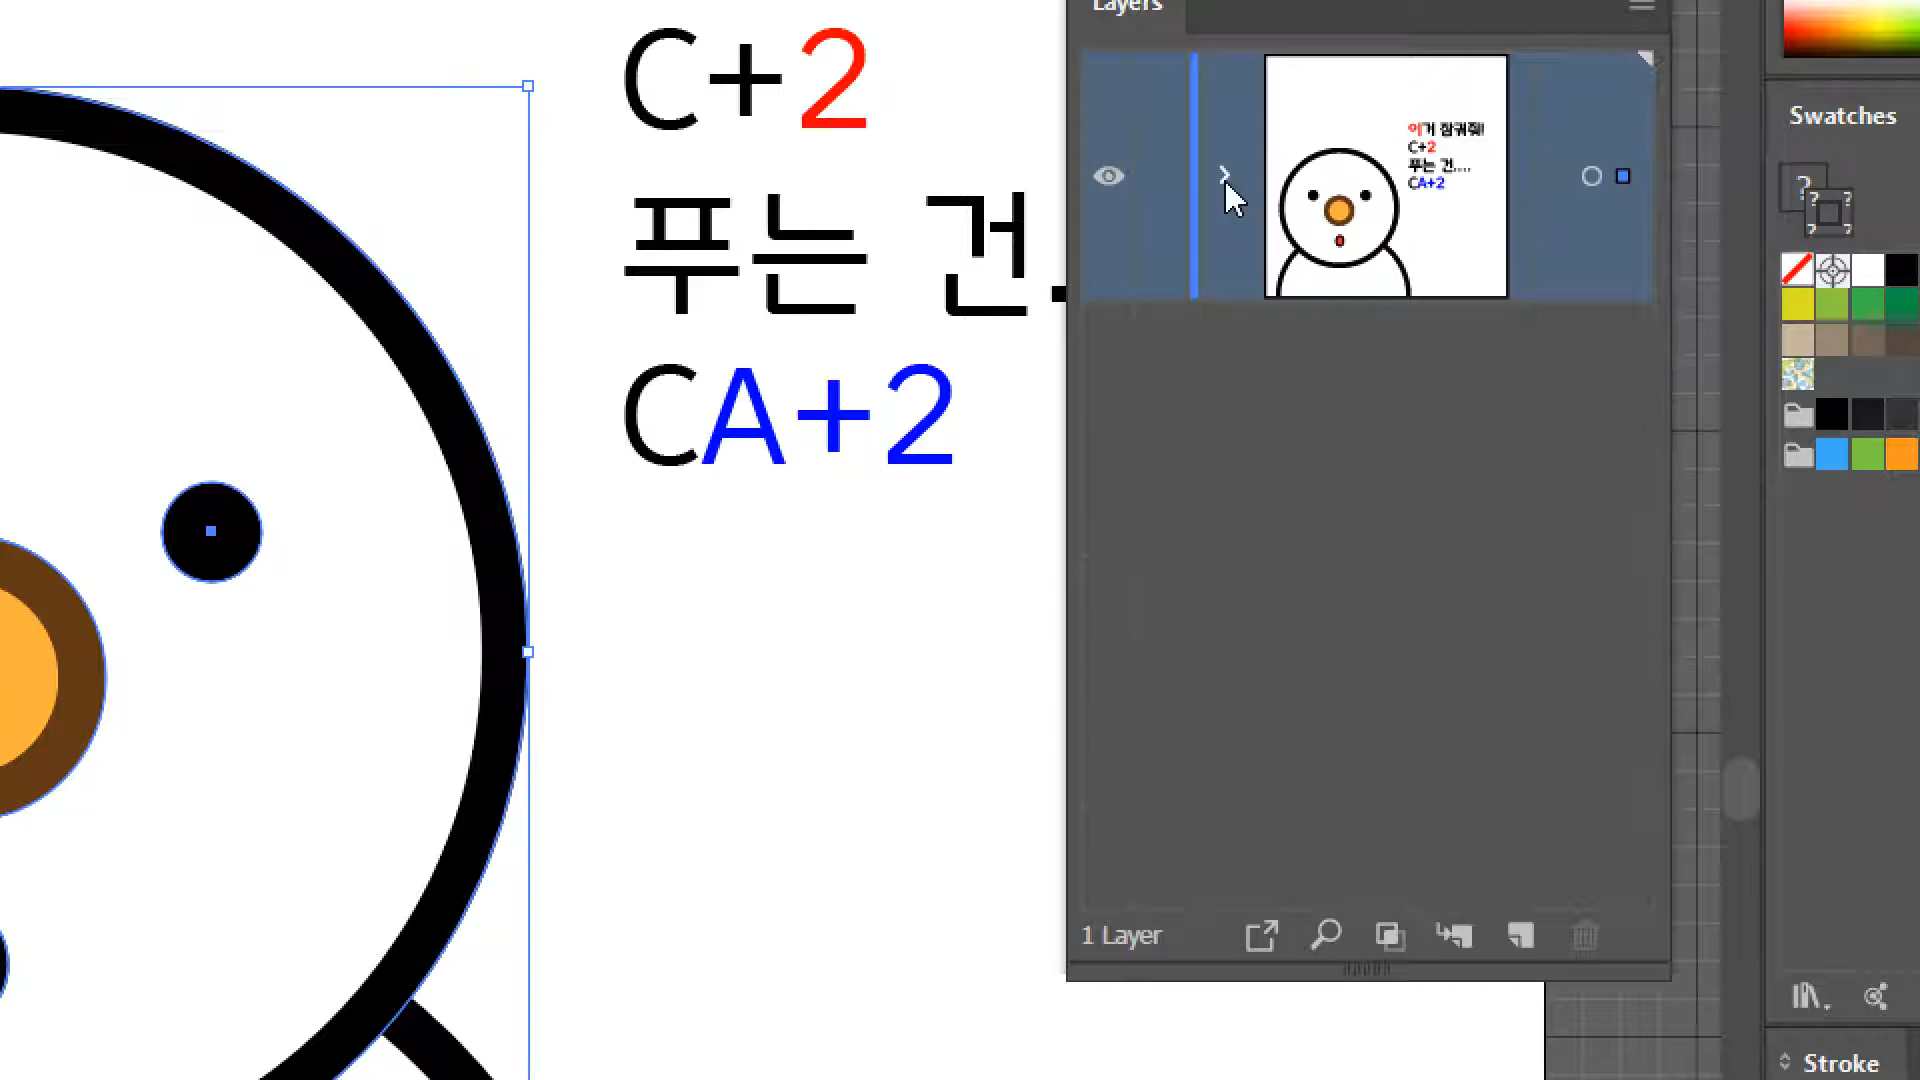 C+2
푸는 건.
CA+2
Layers
이거 잠궈줘!
C+2
푸는 건....
CA+2
1 Layer
Swatches
Stroke